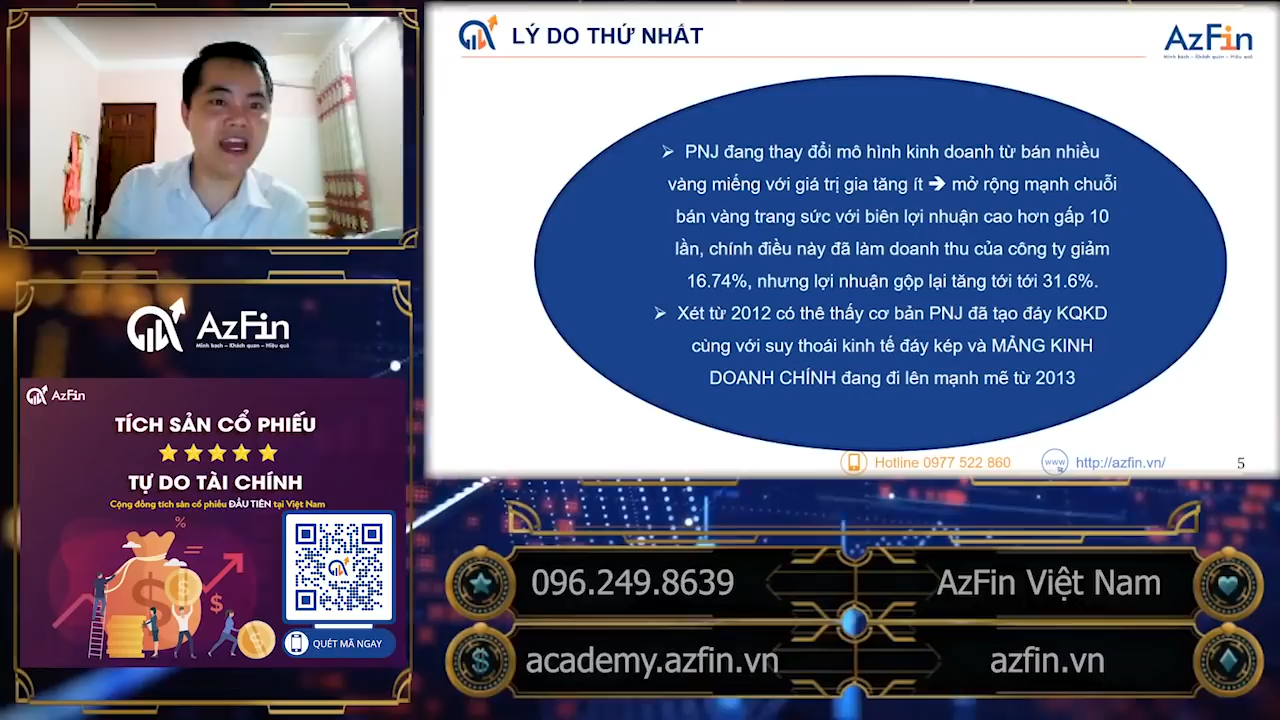 LÝ DO THỨ NHẤT
AzFin
Minh bạch – Khách quan – Hiệu quả
➢ PNJ đang thay đổi mô hình kinh doanh từ bán nhiều
vàng miếng với giá trị gia tăng ít ➔ mở rộng mạnh chuỗi
bán vàng trang sức với biên lợi nhuận cao hơn gấp 10
lần, chính điều này đã làm doanh thu của công ty giảm
16.74%, nhưng lợi nhuận gộp lại tăng tới tới 31.6%.
➢ Xét từ 2012 có thê thấy cơ bản PNJ đã tạo đáy KQKD
cùng với suy thoái kinh tế đáy kép và MẢNG KINH
DOANH CHÍNH đang đi lên mạnh mẽ từ 2013
Hotline 0977 522 860
www
http://azfin.vn/
5
AzFin
Minh bạch – Khách quan – Hiệu quả
AzFin
TÍCH SẢN CỔ PHIẾU
TỰ DO TÀI CHÍNH
Cộng đồng tích sản cổ phiếu ĐẦU TIÊN tại Việt Nam
%
$
$
$
$
QUÉT MÃ NGAY
096.249.8639
AzFin Việt Nam
$
academy.azfin.vn
azfin.vn